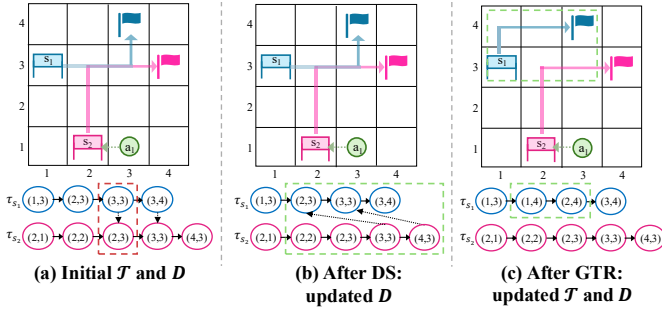 4 3 2 1
s₁
s₂ a₁
1 2 3 4
τₛ₁ (1,3) (2,3) (3,3) (3,4)
τₛ₂ (2,1) (2,2) (2,3) (3,3) (4,3)
(a) Initial 𝒯 and D
4 3 2 1
s₁
s₂ a₁
1 2 3 4
τₛ₁ (1,3) (2,3) (3,3) (3,4)
τₛ₂ (2,1) (2,2) (2,3) (3,3) (4,3)
(b) After DS:
updated D
4 3 2 1
s₁
s₂ a₁
1 2 3 4
τₛ₁ (1,3) (1,4) (2,4) (3,4)
τₛ₂ (2,1) (2,2) (2,3) (3,3) (4,3)
(c) After GTR:
updated 𝒯 and D